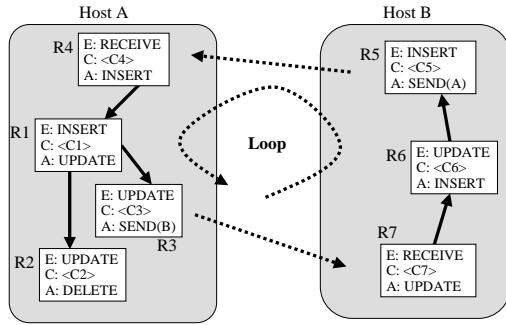 Host A
R4
E: RECEIVE
C: <C4>
A: INSERT
R1
E: INSERT
C: <C1>
A: UPDATE
E: UPDATE
C: <C3>
A: SEND(B)
R3
R2
E: UPDATE
C: <C2>
A: DELETE
Loop
Host B
R5
E: INSERT
C: <C5>
A: SEND(A)
R6
E: UPDATE
C: <C6>
A: INSERT
R7
E: RECEIVE
C: <C7>
A: UPDATE